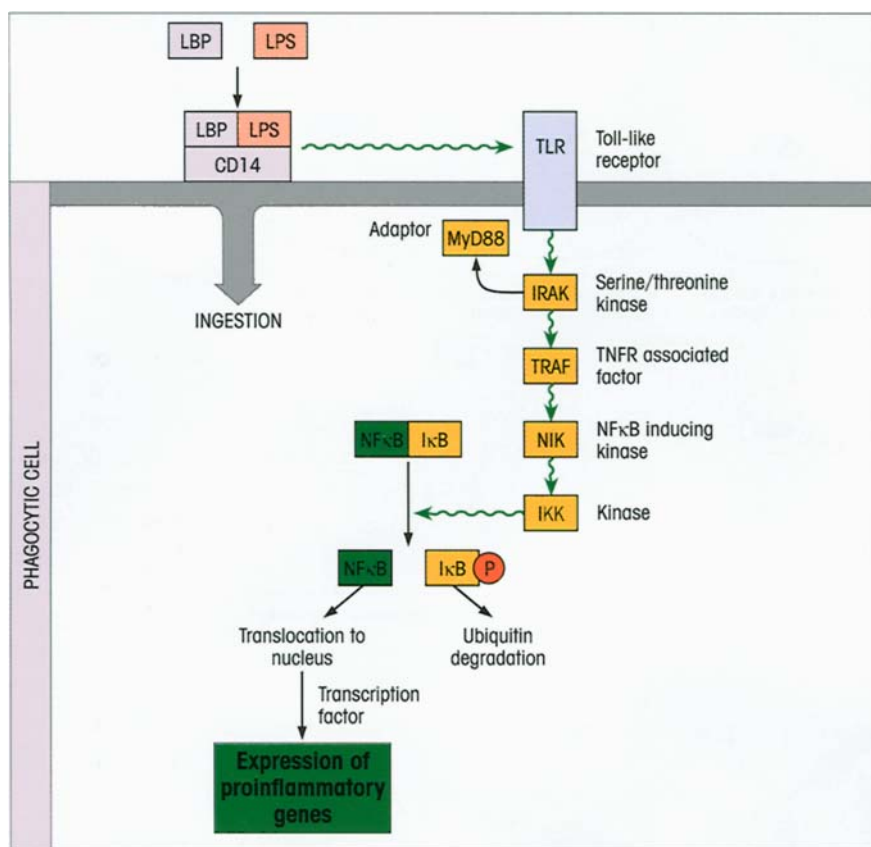 LBP LPS
LBP LPS
CD14
TLR
Toll-like
receptor
Adaptor
MyD88
IRAK
Serine/threonine
kinase
INGESTION
TRAF
TNFR associated
factor
NFκB IκB
NIK
NFκB inducing
kinase
IKK
Kinase
NFκB
IκB P
Translocation to
nucleus
Ubiquitin
degradation
Transcription
factor
Expression of
proinflammatory
genes
PHAGOCYTIC CELL